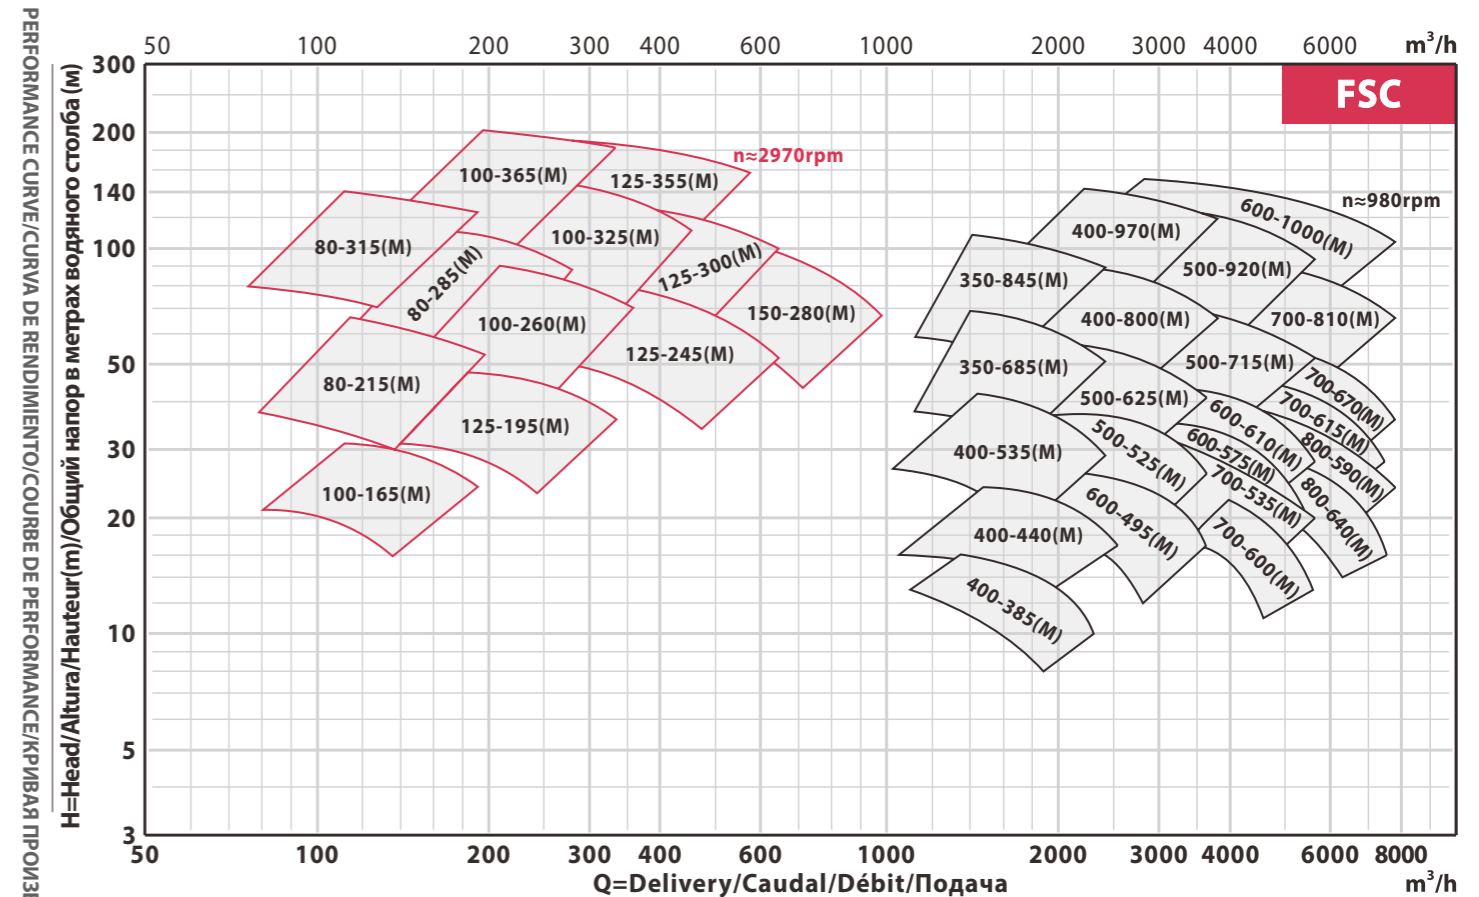 PERFORMANCE CURVE/CURVA DE RENDIMIENTO/COURBE DE PERFORMANCE/КРИВАЯ
H=Head/Altura/Hauteur(m)/Общий напор в метрах водяного столба (м)
50 100 200 300 400 600 1000 2000 3000 4000 6000 m³/h
300
200
140
100
50
30
20
10
5
3
FSC
n≈2970rpm
n≈980rpm
100-365(M)
125-355(M)
80-315(M)
100-325(M)
80-285(M)
125-300(M)
150-280(M)
100-260(M)
125-245(M)
80-215(M)
125-195(M)
100-165(M)
600-1000(M)
400-970(M)
500-920(M)
350-845(M)
400-800(M)
700-810(M)
350-685(M)
500-715(M)
700-670(M)
500-625(M)
600-610(M)
700-615(M)
400-535(M)
500-525(M)
600-575(M)
800-590(M)
700-535(M)
800-640(M)
400-440(M)
600-495(M)
700-600(M)
400-385(M)
50 100 200 300 400 600 1000 2000 3000 4000 6000 8000
Q=Delivery/Caudal/Débit/Подача m³/h